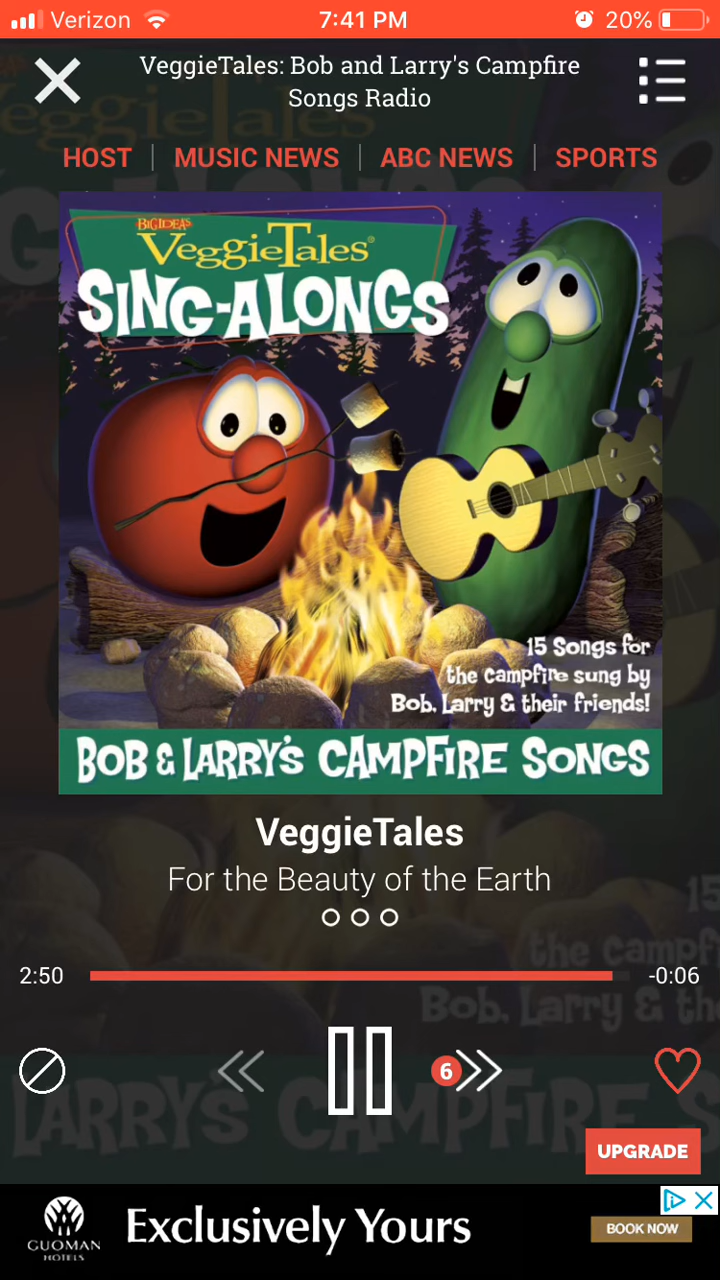 Verizon 7:41 PM 20%
VeggieTales: Bob and Larry's Campfire
Songs Radio
HOST | MUSIC NEWS | ABC NEWS | SPORTS
BIG IDEA'S
VeggieTales®
SING-ALONGS
15 Songs for
the campfire sung by
Bob, Larry & their friends!
BOB & LARRY'S CAMPFIRE SONGS
VeggieTales
For the Beauty of the Earth
2:50 -0:06
6
UPGRADE
GUOMAN
HOTELS
Exclusively Yours
BOOK NOW